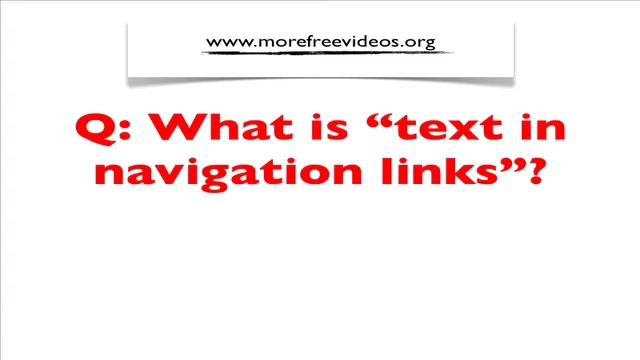 www.morefreevideos.org
Q: What is “text in
navigation links”?